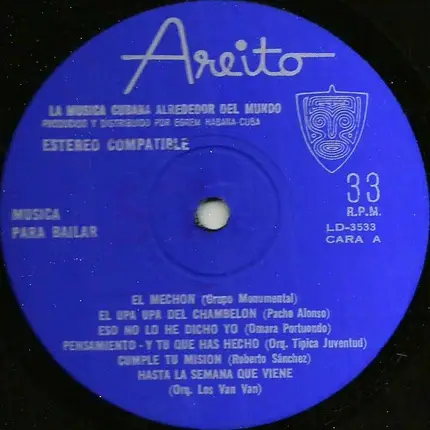 Areito
LA MUSICA CUBANA ALREDEDOR DEL MUNDO
PRODUCIDO Y DISTRIBUIDO POR EGREM HABANA-CUBA
ESTEREO COMPATIBLE
33
R.P.M.
LD-3533
CARA A
MUSICA
PARA BAILAR
EL MECHON (Grupo Monumental)
EL UPA UPA DEL CHAMBELON (Pacho Alonso)
ESO NO LO HE DICHO YO (Omara Portuondo)
PENSAMIENTO - Y TU QUE HAS HECHO (Orq. Típica Juventud)
CUMPLE TU MISION (Roberto Sánchez)
HASTA LA SEMANA QUE VIENE
(Orq. Los Van Van)